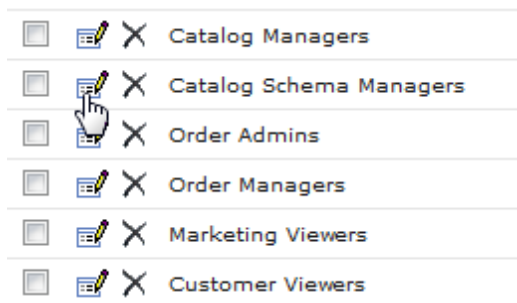 Catalog Managers
Catalog Schema Managers
Order Admins
Order Managers
Marketing Viewers
Customer Viewers